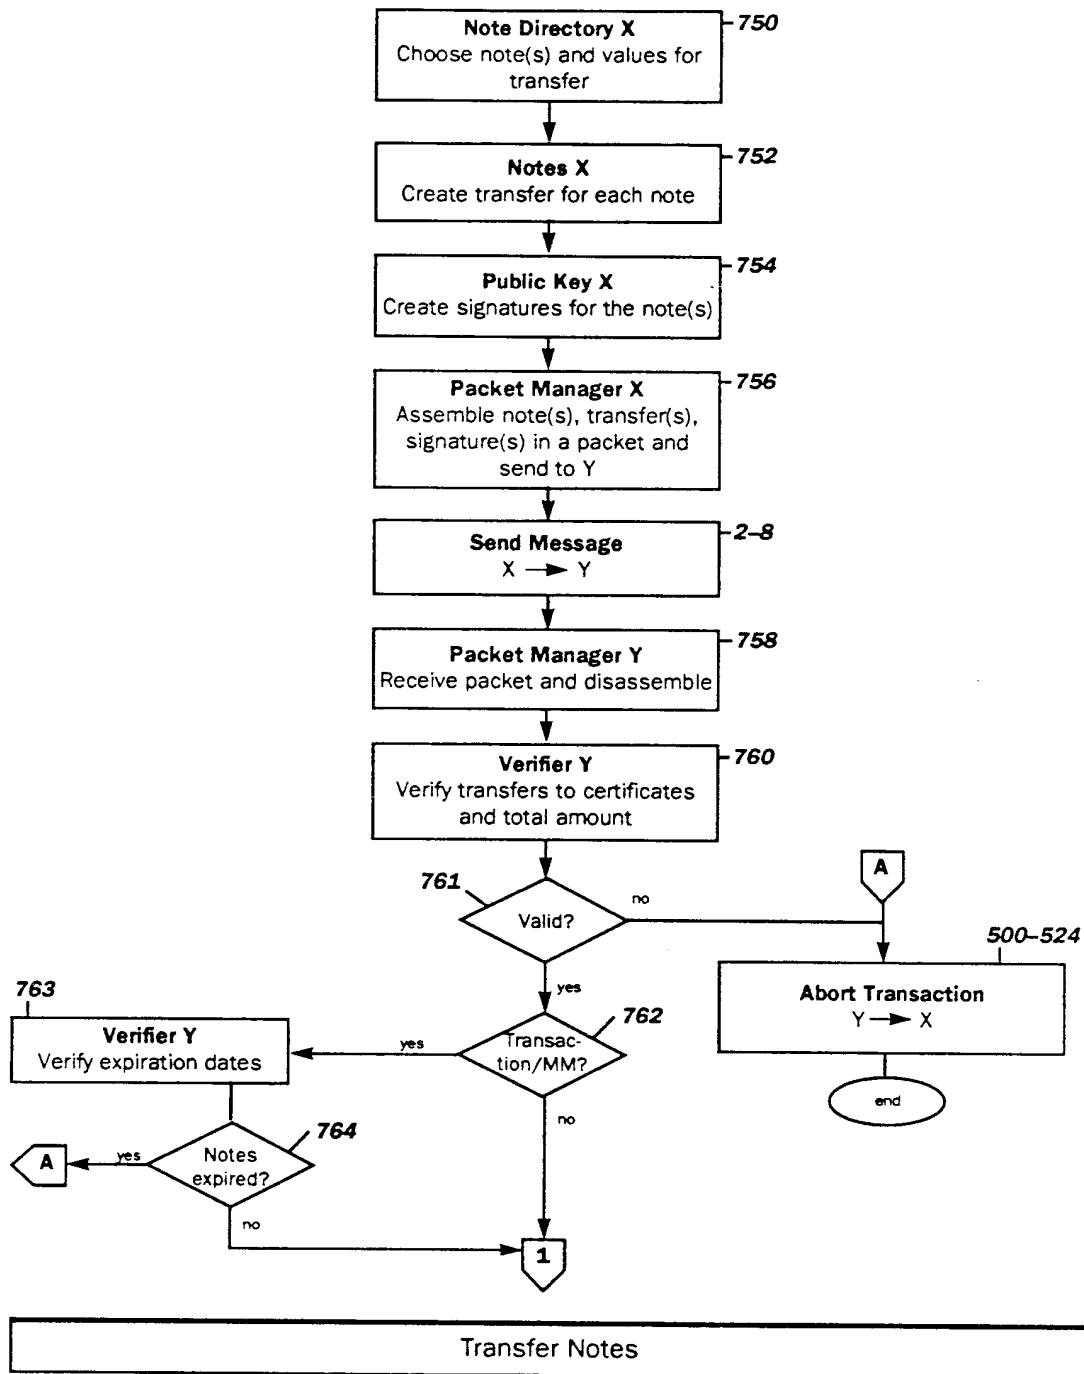 750
Note Directory X
Choose note(s) and values for
transfer
752
Notes X
Create transfer for each note
754
Public Key X
Create signatures for the note(s)
756
Packet Manager X
Assemble note(s), transfer(s),
signature(s) in a packet and
send to Y
2–8
Send Message
X → Y
758
Packet Manager Y
Receive packet and disassemble
760
Verifier Y
Verify transfers to certificates
and total amount
761
Valid?
no
A
500–524
Abort Transaction
Y → X
end
yes
762
Transac-
tion/MM?
yes
no
763
Verifier Y
Verify expiration dates
764
Notes
expired?
yes
A
no
1
Transfer Notes